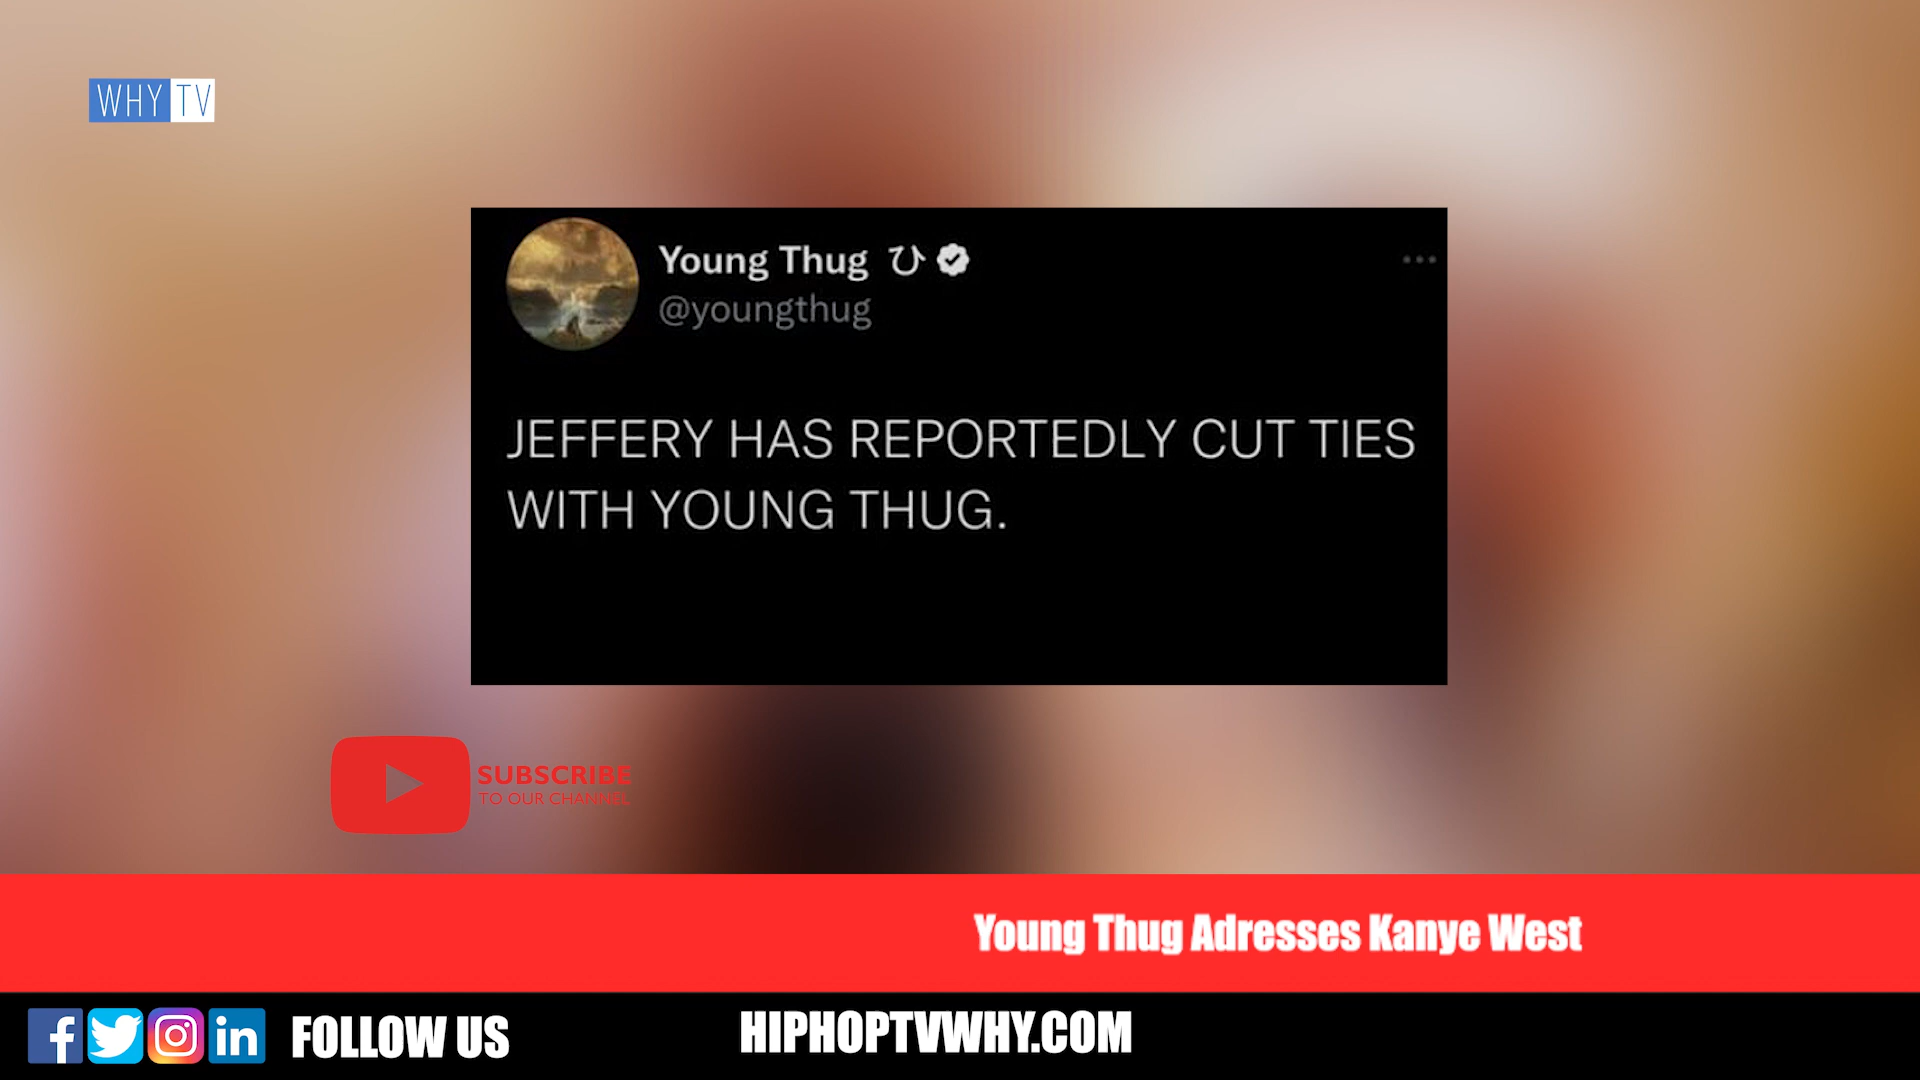 WHY TV
Young Thug ひ
@youngthug
JEFFERY HAS REPORTEDLY CUT TIES
WITH YOUNG THUG.
SUBSCRIBE
TO OUR CHANNEL
Young Thug Adresses Kanye West
FOLLOW US
HIPHOPTVWHY.COM